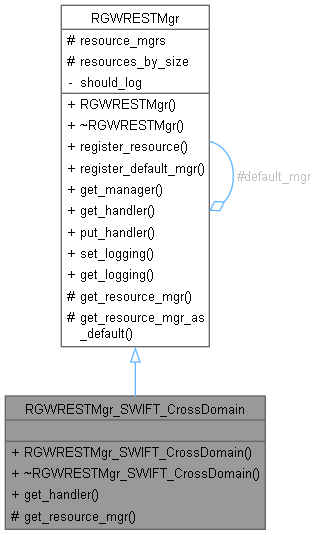 RGWRESTMgr
# resource_mgrs
# resources_by_size
- should_log
+ RGWRESTMgr()
+ ~RGWRESTMgr()
+ register_resource()
+ register_default_mgr()
+ get_manager()
+ get_handler()
+ put_handler()
+ set_logging()
+ get_logging()
# get_resource_mgr()
# get_resource_mgr_as
_default()
#default_mgr
RGWRESTMgr_SWIFT_CrossDomain
+ RGWRESTMgr_SWIFT_CrossDomain()
+ ~RGWRESTMgr_SWIFT_CrossDomain()
+ get_handler()
# get_resource_mgr()